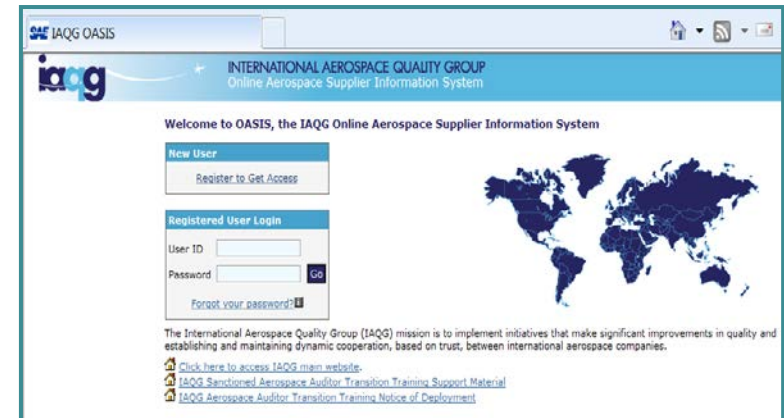 SAE IAQG OASIS
iaqg
INTERNATIONAL AEROSPACE QUALITY GROUP
Online Aerospace Supplier Information System
Welcome to OASIS, the IAQG Online Aerospace Supplier Information System
New User
Register to Get Access
Registered User Login
User ID
Password Go
Forgot your password?
The International Aerospace Quality Group (IAQG) mission is to implement initiatives that make significant improvements in quality and
establishing and maintaining dynamic cooperation, based on trust, between international aerospace companies.
Click here to access IAQG main website.
IAQG Sanctioned Aerospace Auditor Transition Training Support Material
IAQG Aerospace Auditor Transition Training Notice of Deployment